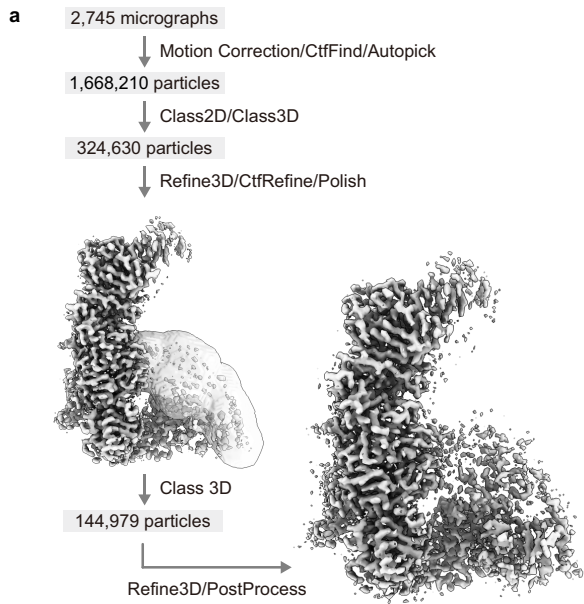 a
2,745 micrographs
Motion Correction/CtfFind/Autopick
1,668,210 particles
Class2D/Class3D
324,630 particles
Refine3D/CtfRefine/Polish
Class 3D
144,979 particles
Refine3D/PostProcess